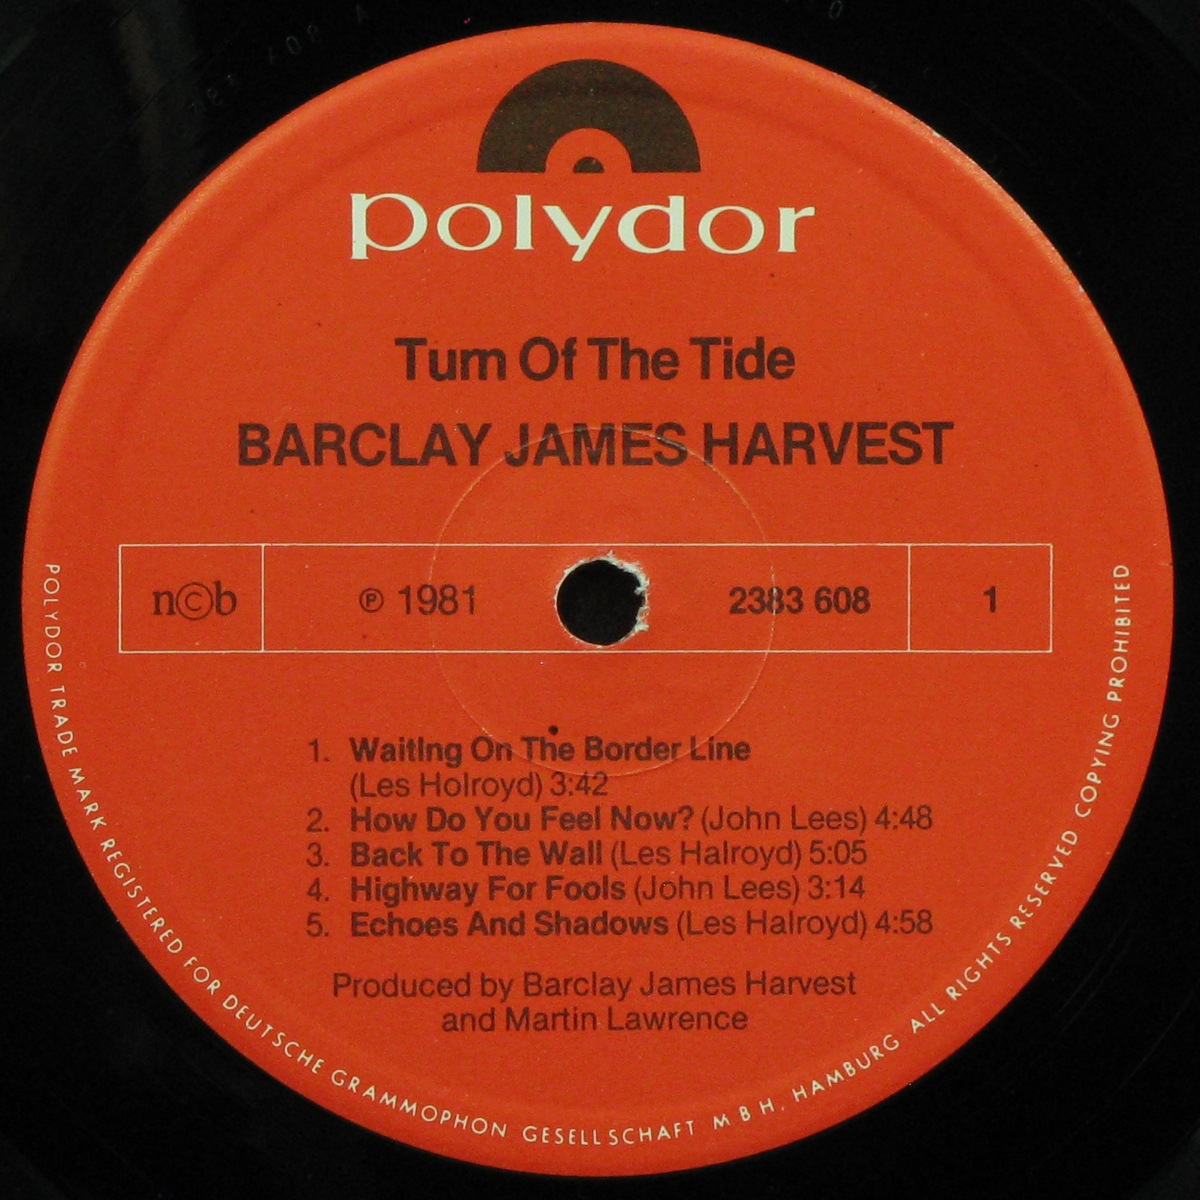 polydor
Turn Of The Tide
BARCLAY JAMES HARVEST
n©b
℗ 1981
2383 608
1
1. Waiting On The Border Line
(Les Holroyd) 3:42
2. How Do You Feel Now? (John Lees) 4:48
3. Back To The Wall (Les Halroyd) 5:05
4. Highway For Fools (John Lees) 3:14
5. Echoes And Shadows (Les Halroyd) 4:58
Produced by Barclay James Harvest
and Martin Lawrence
POLYDOR TRADE MARK REGISTERED FOR DEUTSCHE GRAMMOPHON GESELLSCHAFT M B H. HAMBURG ALL RIGHTS RESERVED COPYING PROHIBITED